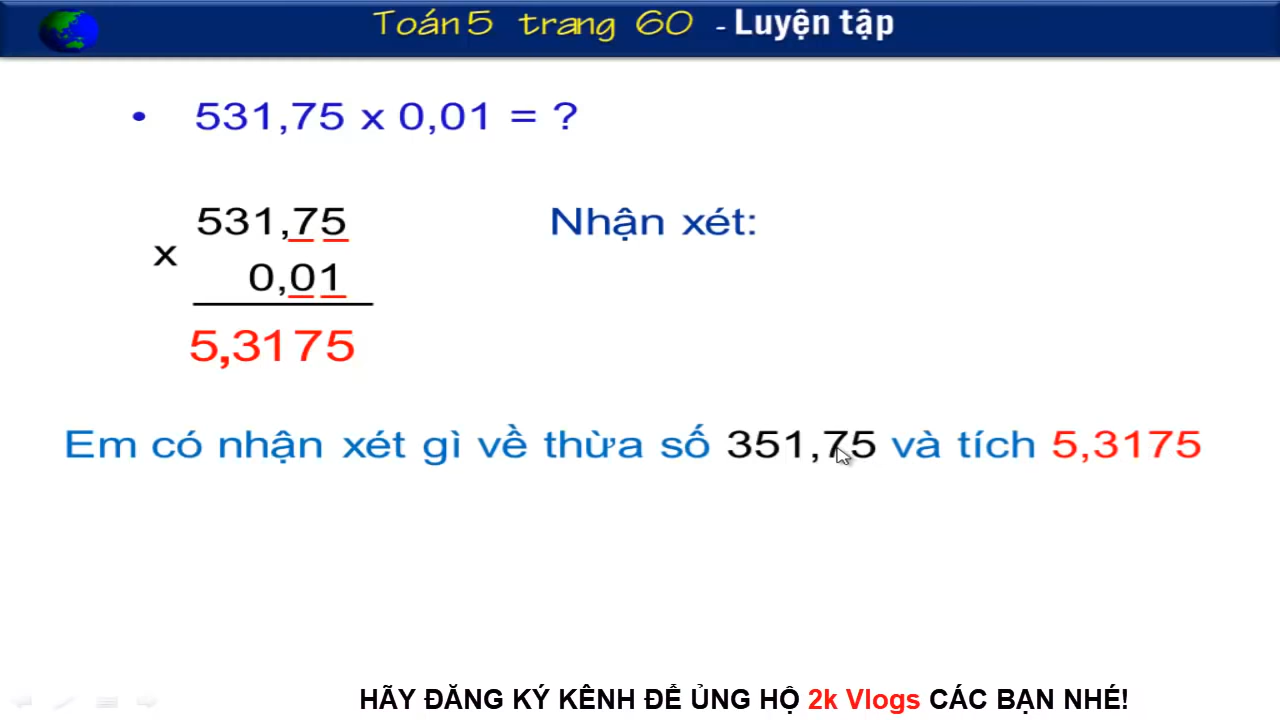 Toán 5 trang 60 - Luyện tập
• 531,75 x 0,01 = ?
531,75
x
0,01
5,3175
Nhận xét:
Em có nhận xét gì về thừa số 351,75 và tích 5,3175
HÃY ĐĂNG KÝ KÊNH ĐỂ ỦNG HỘ 2k Vlogs CÁC BẠN NHÉ!